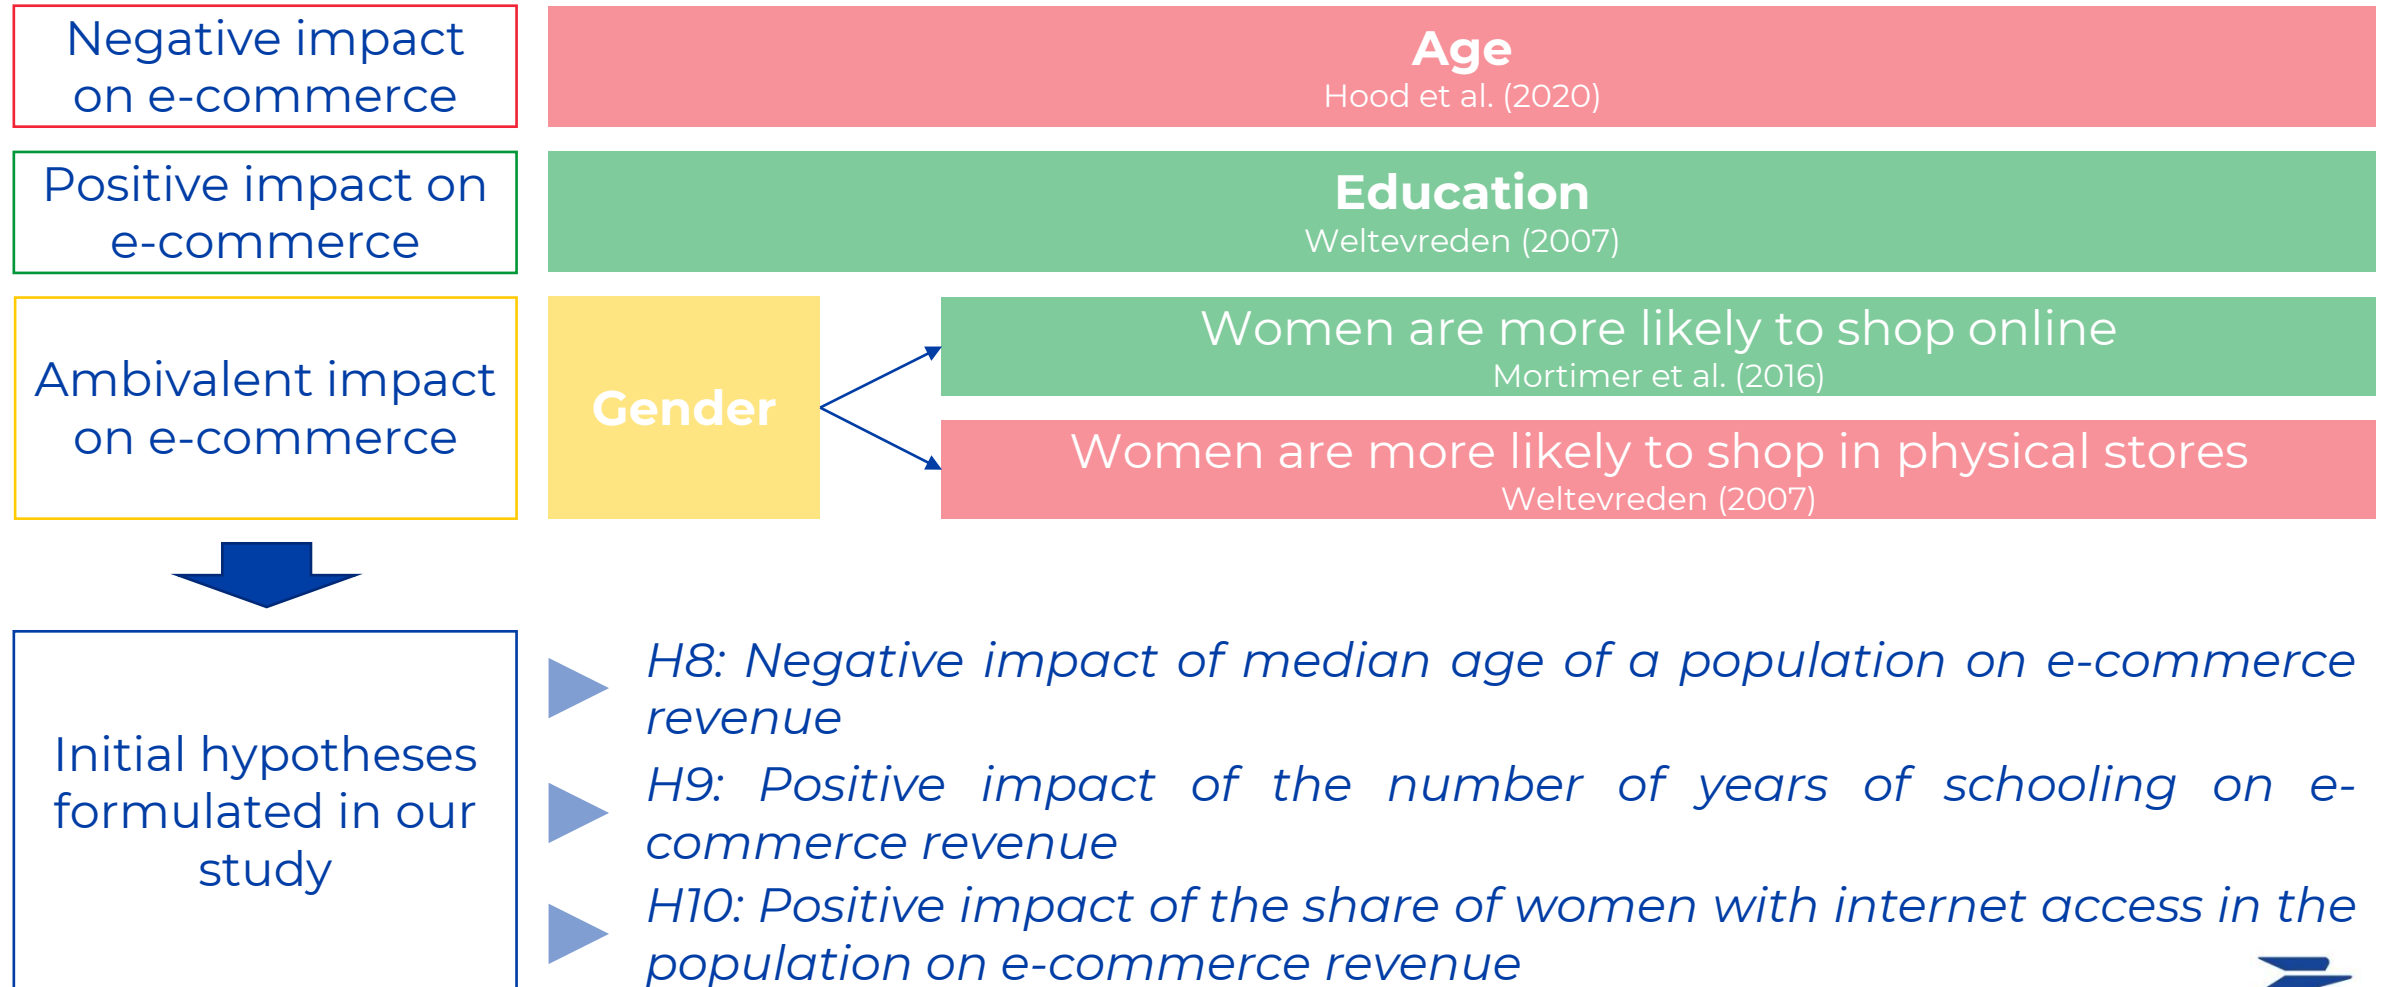 Negative impact
on e-commerce
Age
Hood et al. (2020)
Positive impact on
e-commerce
Education
Weltevreden (2007)
Ambivalent impact
on e-commerce
Gender
Women are more likely to shop online
Mortimer et al. (2016)
Women are more likely to shop in physical stores
Weltevreden (2007)
Initial hypotheses
formulated in our
study
H8: Negative impact of median age of a population on e-commerce
revenue
H9: Positive impact of the number of years of schooling on e-
commerce revenue
H10: Positive impact of the share of women with internet access in the
population on e-commerce revenue